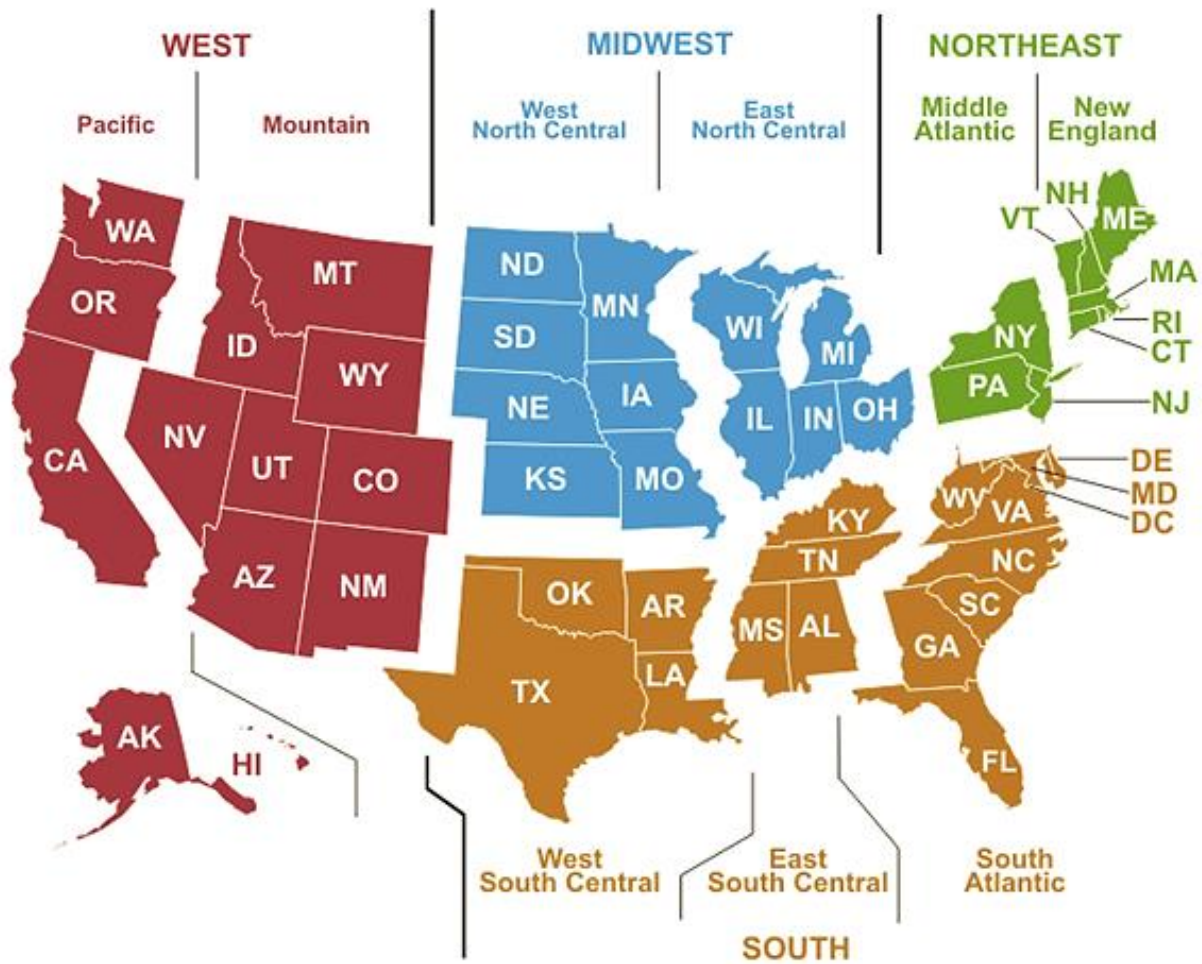 WEST
MIDWEST
NORTHEAST
Pacific
Mountain
West
North Central
East
North Central
Middle
Atlantic
New
England
WA
OR
CA
MT
ID
WY
NV
UT
CO
AZ
NM
AK
HI
ND
SD
NE
KS
MN
IA
MO
WI
MI
IL
IN
OH
NH
VT
ME
MA
RI
CT
NY
PA
NJ
DE
MD
DC
WV
VA
KY
TN
NC
SC
OK
AR
MS
AL
GA
TX
LA
FL
West
South Central
East
South Central
South
Atlantic
SOUTH